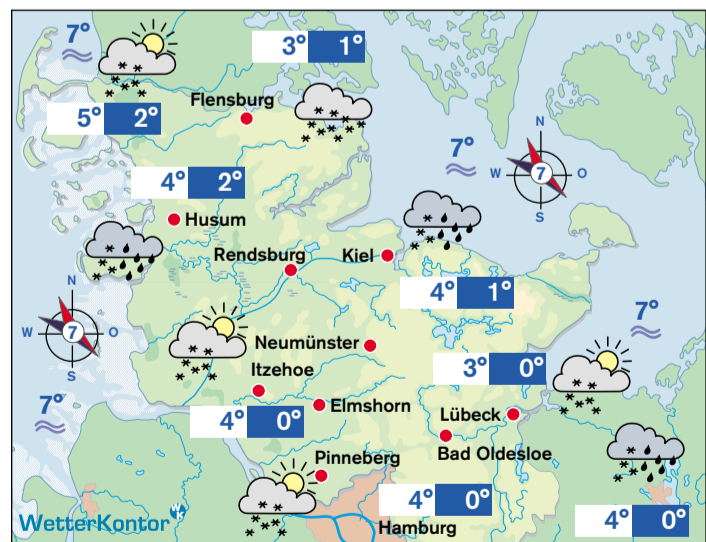 7°
3° 1°
Flensburg
5° 2°
N
7°
W 7 O
S
4° 2°
Husum
Rendsburg
Kiel
4° 1°
N
W 7 O
S
7°
Neumünster
Itzehoe
3° 0°
7°
4° 0°
Elmshorn
Lübeck
Bad Oldesloe
Pinneberg
4° 0°
4° 0°
WetterKontor WK
Hamburg